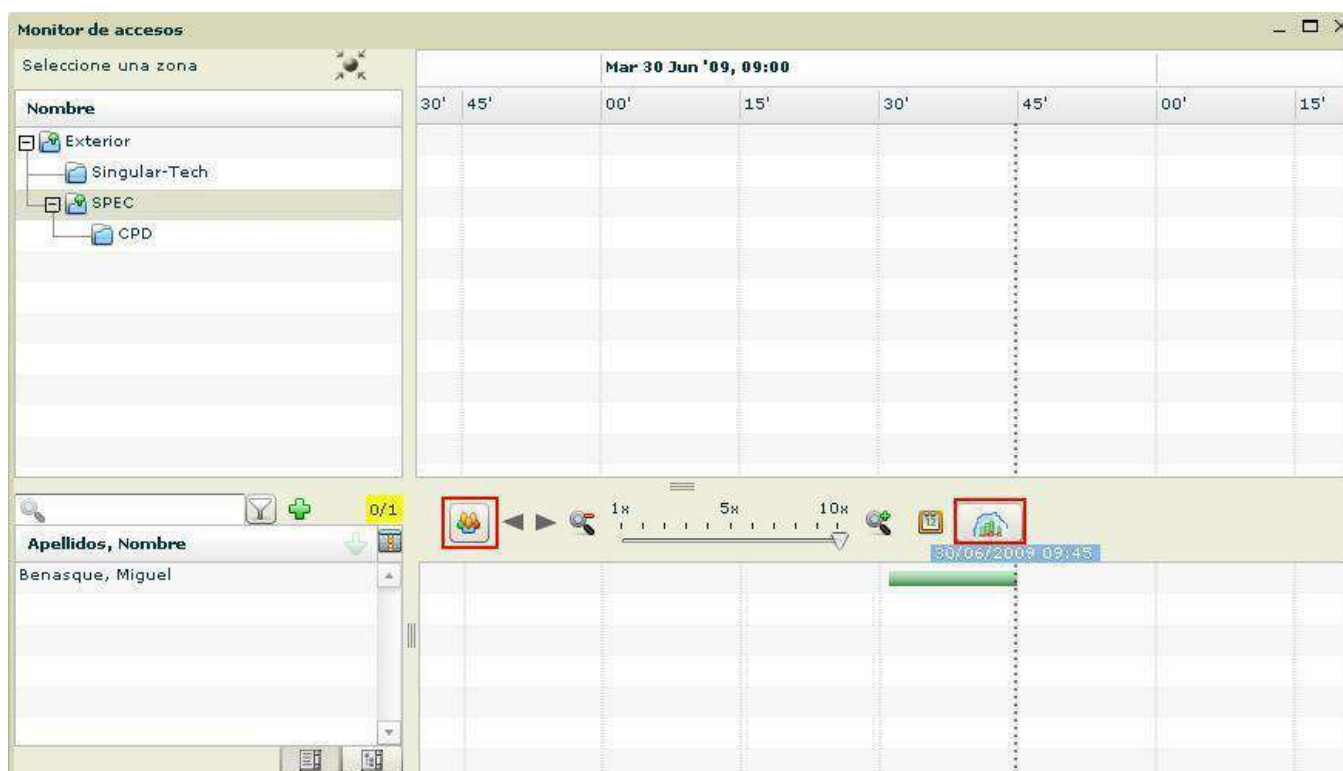 Monitor de accesos
Seleccione una zona
Mar 30 Jun '09, 09:00
Nombre
30' 45' 00' 15' 30' 45' 00' 15'
Exterior
Singular-Tech
SPEC
CPD
0/1
1x 5x 10x
12
Apellidos, Nombre
30/06/2009 09:45
Benasque, Miguel